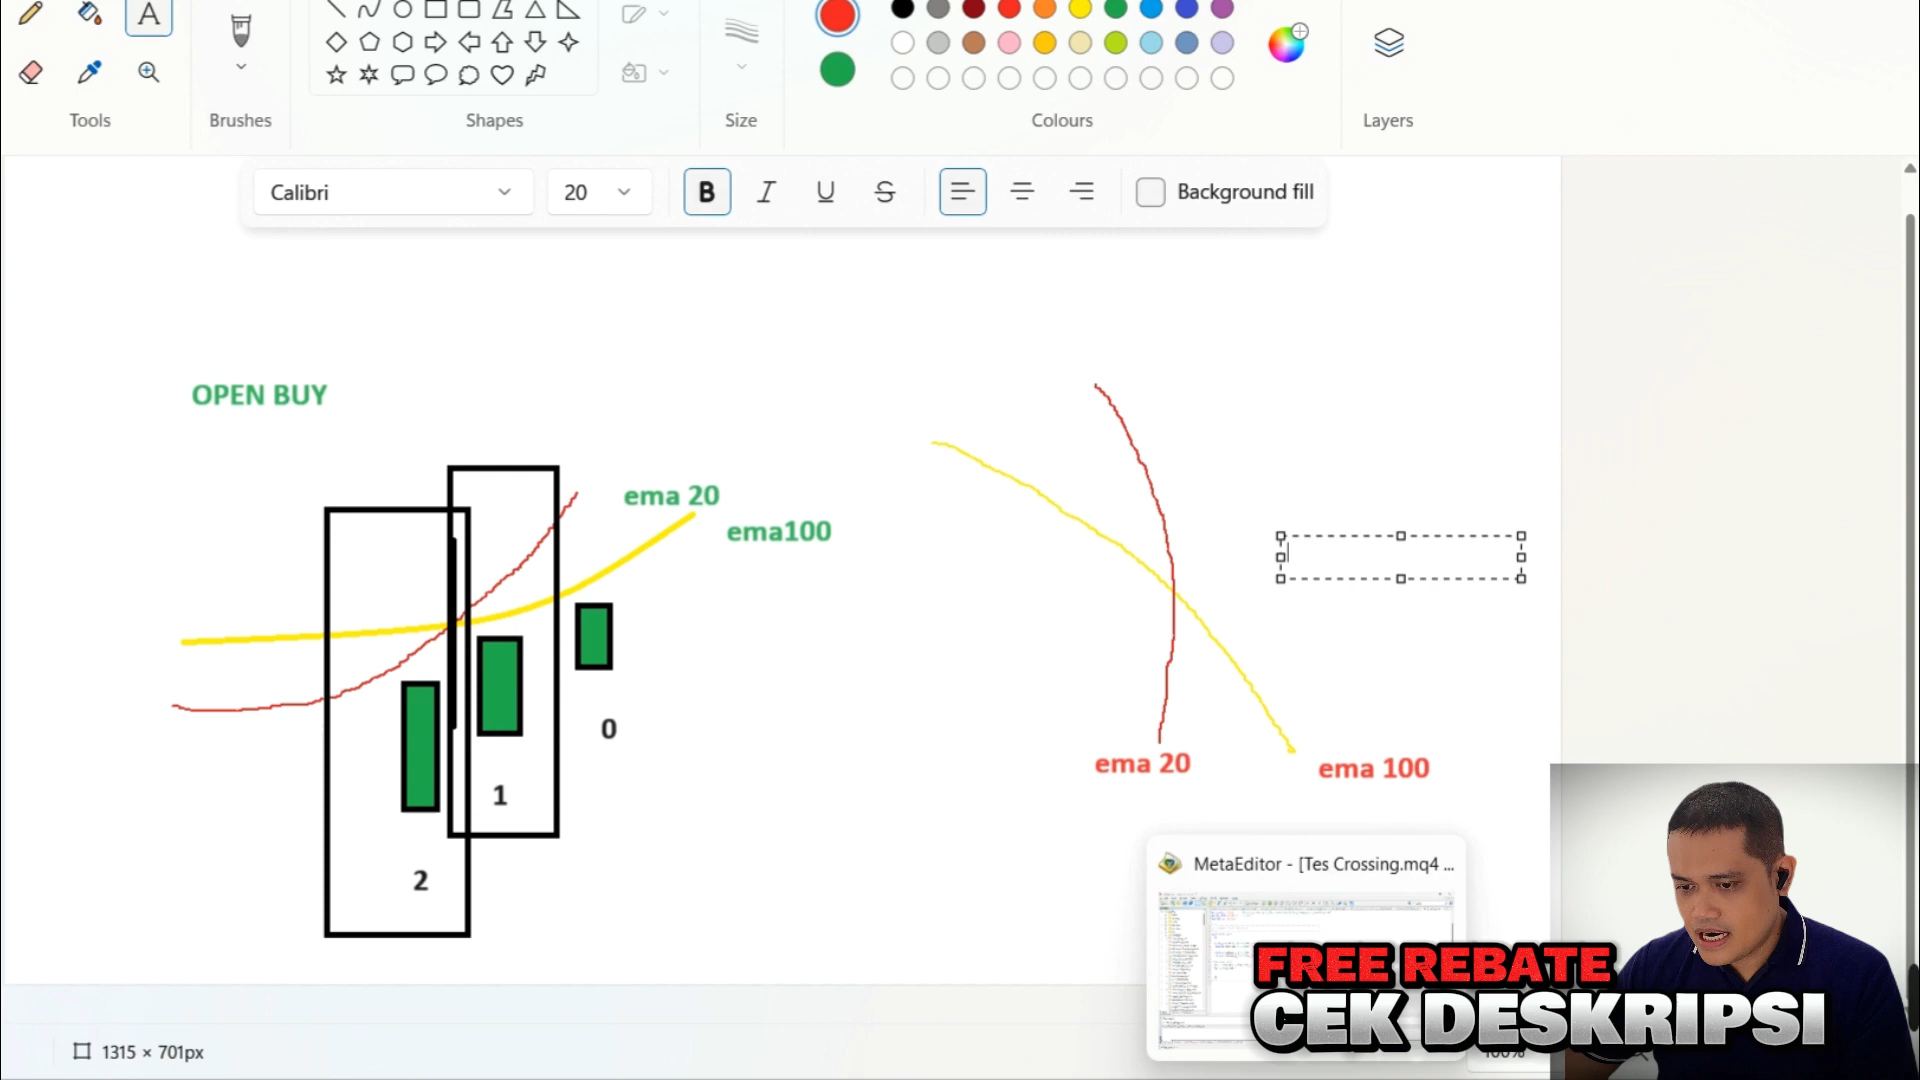 A
Tools
Brushes
Shapes
Size
Colours
Layers
Calibri
20
B
I
U
S
Background fill
OPEN BUY
ema 20
ema100
0
1
2
ema 20
ema 100
MetaEditor - [Tes Crossing.mq4 ...
FREE REBATE
CEK DESKRIPSI
1315 × 701px
100%